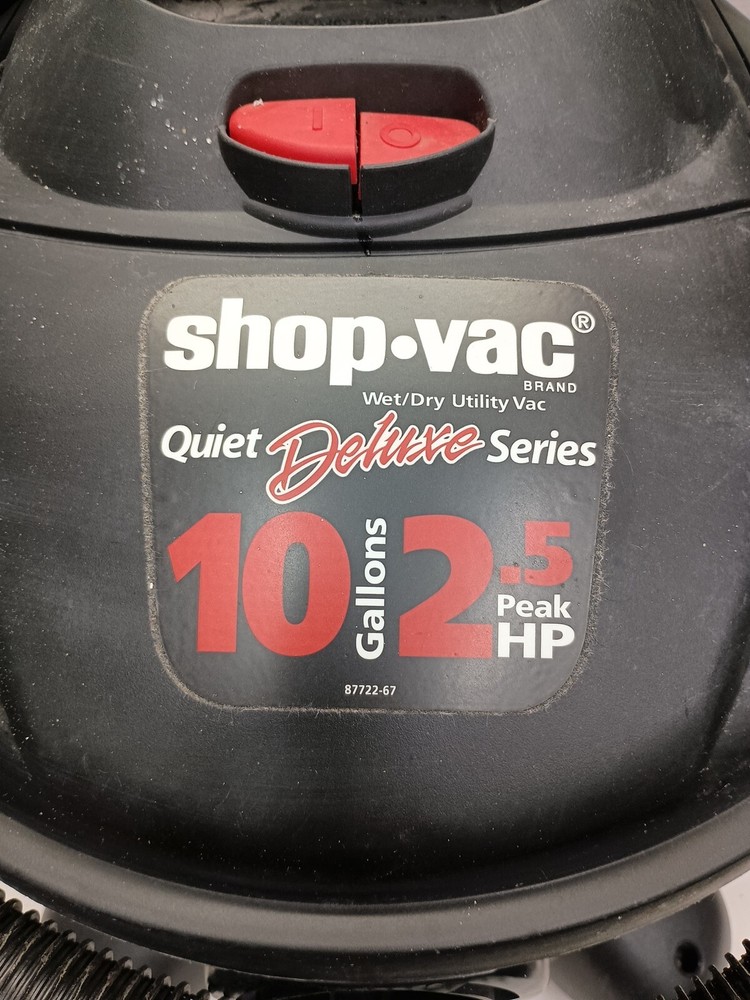 I O
shop·vac®
BRAND
Wet/Dry Utility Vac
Quiet Deluxe Series
10 Gallons 2.5 Peak HP
87722-67